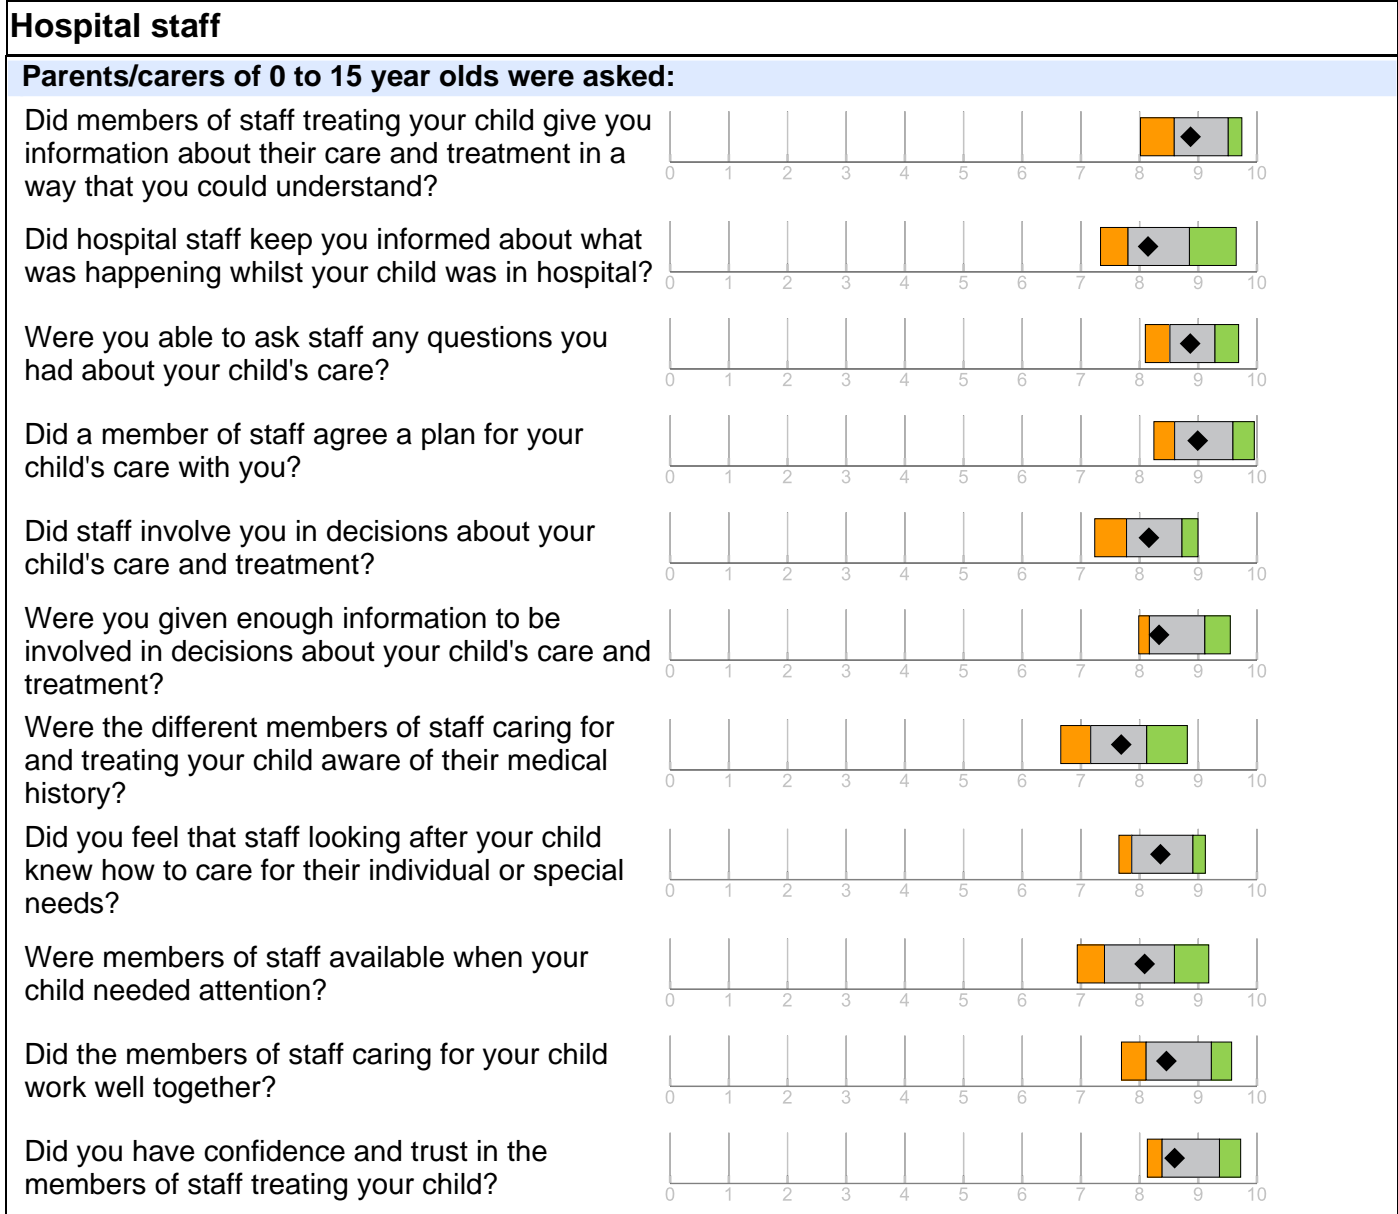 Hospital staff
Parents/carers of 0 to 15 year olds were asked:
Did members of staff treating your child give you
information about their care and treatment in a
way that you could understand?
0 1 2 3 4 5 6 7 8 9 10
Did hospital staff keep you informed about what
was happening whilst your child was in hospital?
0 1 2 3 4 5 6 7 8 9 10
Were you able to ask staff any questions you
had about your child's care?
0 1 2 3 4 5 6 7 8 9 10
Did a member of staff agree a plan for your
child's care with you?
0 1 2 3 4 5 6 7 8 9 10
Did staff involve you in decisions about your
child's care and treatment?
0 1 2 3 4 5 6 7 8 9 10
Were you given enough information to be
involved in decisions about your child's care and
treatment?
0 1 2 3 4 5 6 7 8 9 10
Were the different members of staff caring for
and treating your child aware of their medical
history?
0 1 2 3 4 5 6 7 8 9 10
Did you feel that staff looking after your child
knew how to care for their individual or special
needs?
0 1 2 3 4 5 6 7 8 9 10
Were members of staff available when your
child needed attention?
0 1 2 3 4 5 6 7 8 9 10
Did the members of staff caring for your child
work well together?
0 1 2 3 4 5 6 7 8 9 10
Did you have confidence and trust in the
members of staff treating your child?
0 1 2 3 4 5 6 7 8 9 10